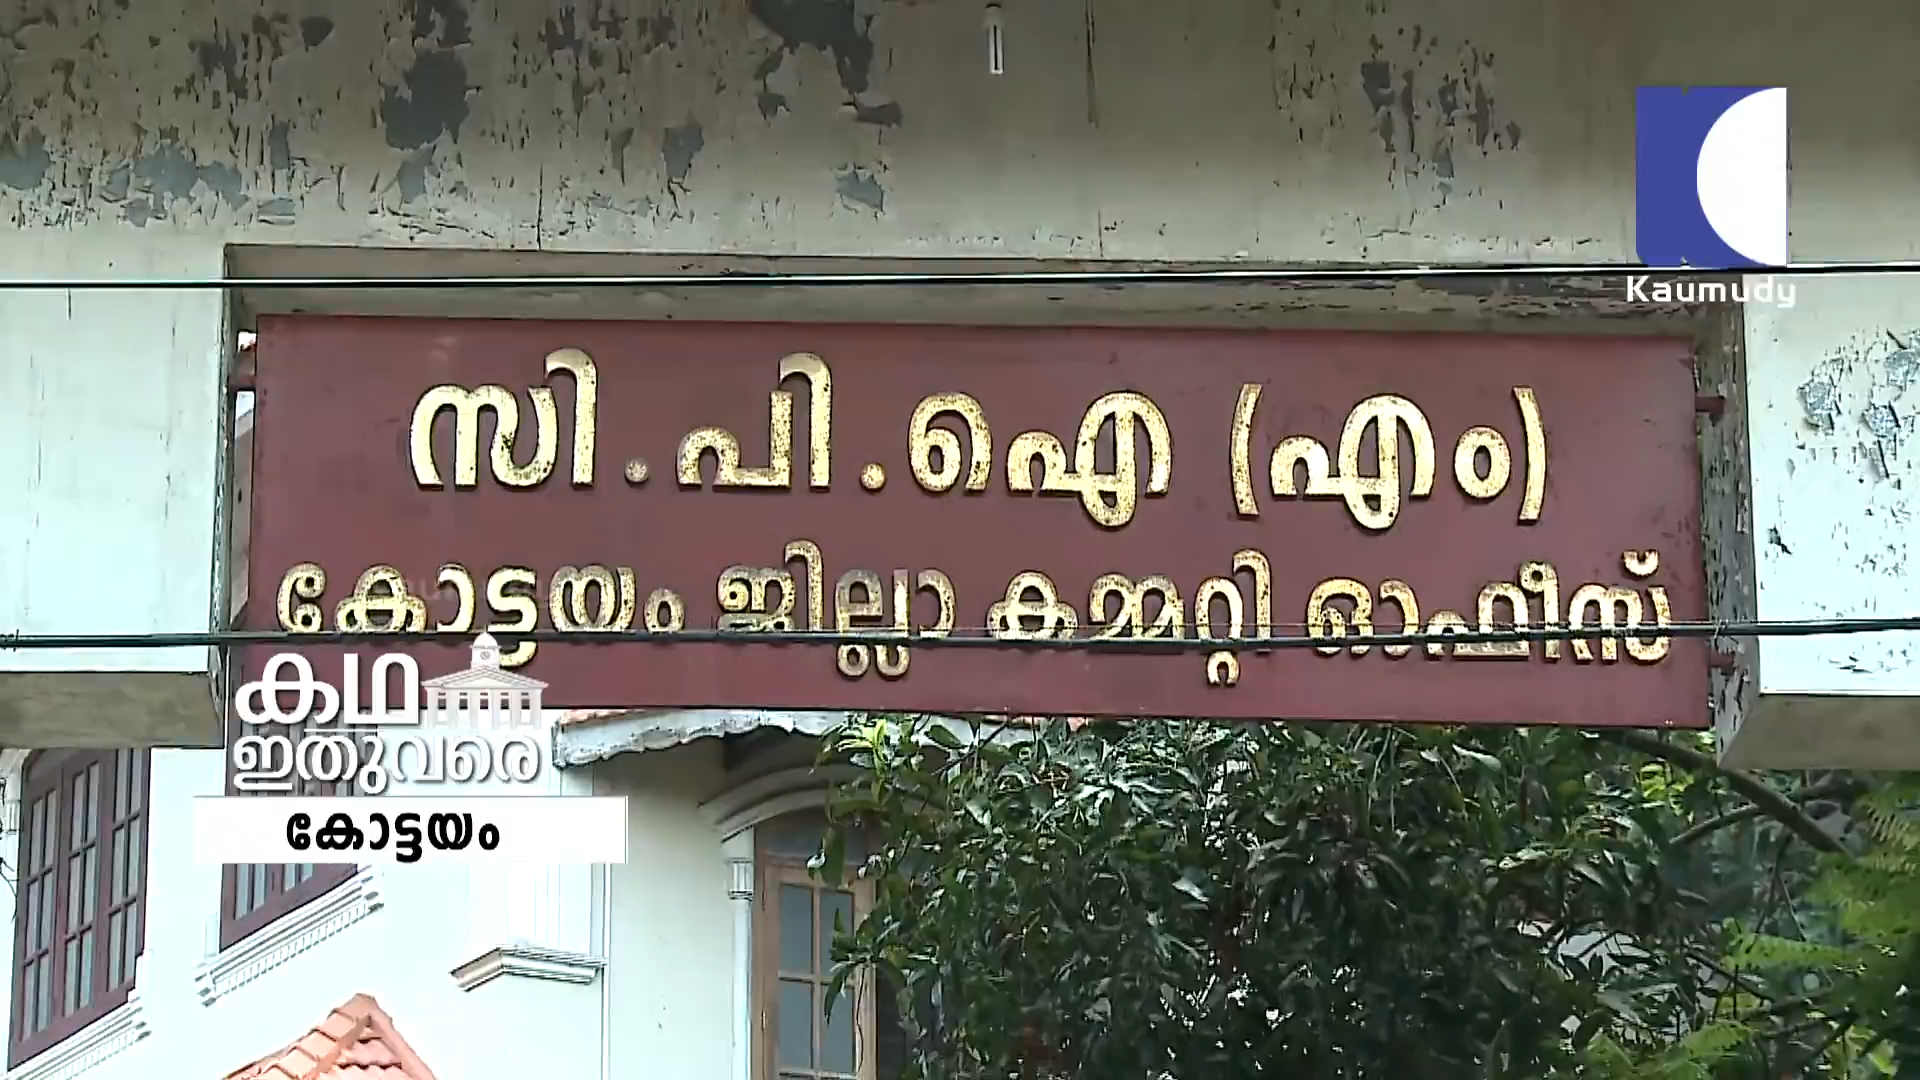 Kaumudy
സി.പി.ഐ (എം)
കോട്ടയം ജില്ലാ കമ്മറ്റി ഓഫീസ്
കഥ
ഇതുവരെ
കോട്ടയം